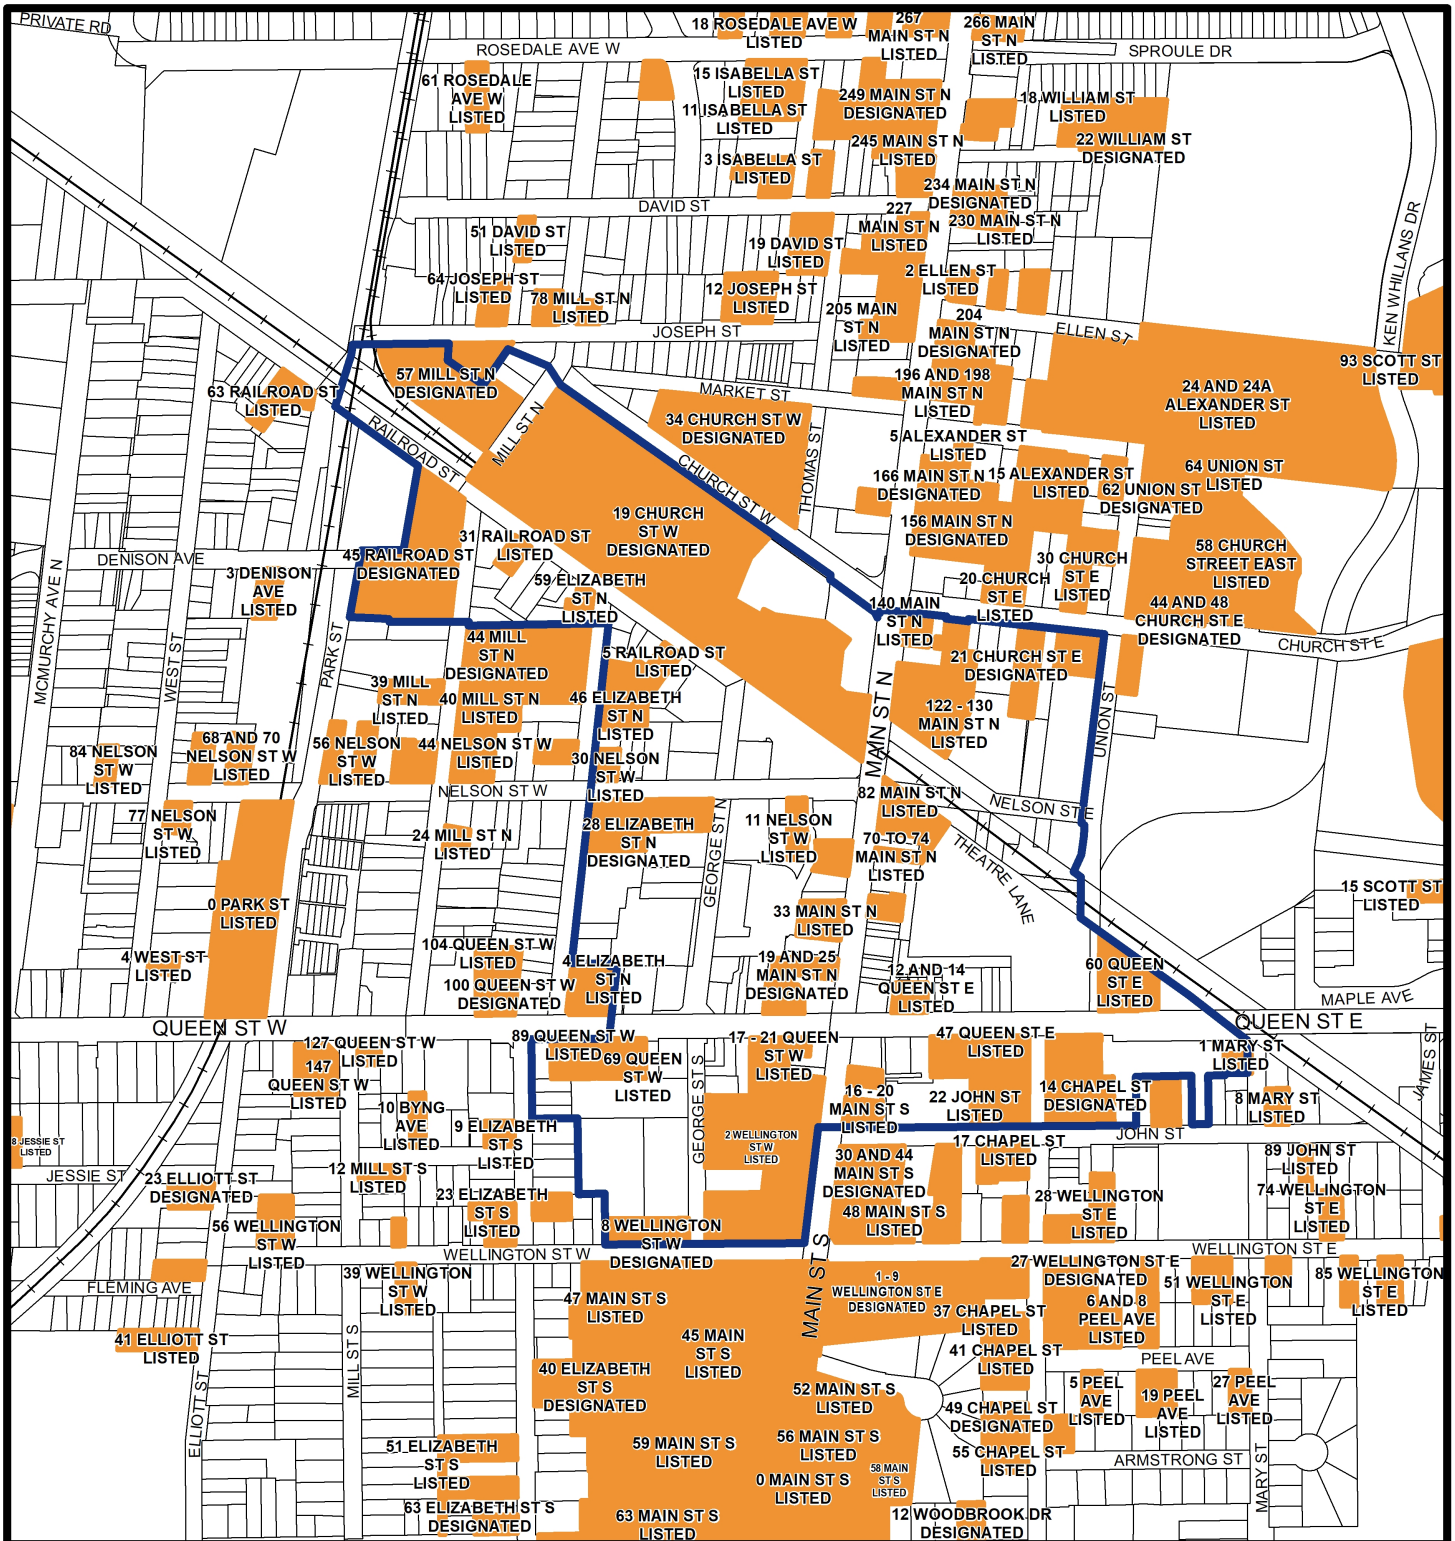 PRIVATE RD
18 ROSEDALE AVE W
LISTED
267
MAIN ST N
LISTED
266 MAIN
ST N
LISTED
ROSEDALE AVE W
SPROULE DR
61 ROSEDALE
AVE W
LISTED
15 ISABELLA ST
LISTED
11 ISABELLA ST
LISTED
249 MAIN ST N
DESIGNATED
18 WILLIAM ST
LISTED
22 WILLIAM ST
DESIGNATED
245 MAIN ST N
LISTED
3 ISABELLA ST
LISTED
234 MAIN ST N
DESIGNATED
230 MAIN ST N
LISTED
DAVID ST
227
MAIN ST N
LISTED
KEN WHILLANS DR
51 DAVID ST
LISTED
19 DAVID ST
LISTED
2 ELLEN ST
LISTED
64 JOSEPH ST
LISTED
78 MILL ST N
LISTED
12 JOSEPH ST
LISTED
205 MAIN
ST N
LISTED
204
MAIN ST N
DESIGNATED
JOSEPH ST
ELLEN ST
93 SCOTT ST
LISTED
57 MILL ST N
DESIGNATED
63 RAILROAD ST
LISTED
MARKET ST
196 AND 198
MAIN ST N
LISTED
24 AND 24A
ALEXANDER ST
LISTED
34 CHURCH ST W
DESIGNATED
RAILROAD ST
MILL ST N
CHURCH ST W
THOMAS ST
5 ALEXANDER ST
LISTED
166 MAIN ST N
DESIGNATED
15 ALEXANDER ST
LISTED
64 UNION ST
LISTED
62 UNION ST
DESIGNATED
19 CHURCH
ST W
DESIGNATED
156 MAIN ST N
DESIGNATED
31 RAILROAD ST
LISTED
DENISON AVE
45 RAILROAD ST
DESIGNATED
3 DENISON
AVE
LISTED
59 ELIZABETH
ST N
LISTED
30 CHURCH
ST E
LISTED
58 CHURCH
STREET EAST
LISTED
20 CHURCH
ST E
LISTED
140 MAIN
ST N
LISTED
44 AND 48
CHURCH ST E
DESIGNATED
CHURCH ST E
MCMURCHY AVE N
WEST ST
PARK ST
44 MILL
ST N
DESIGNATED
5 RAILROAD ST
LISTED
21 CHURCH ST E
DESIGNATED
39 MILL
ST N
LISTED
40 MILL ST N
LISTED
46 ELIZABETH
ST N
LISTED
MAIN ST N
122 - 130
MAIN ST N
LISTED
UNION ST
84 NELSON
ST W
LISTED
68 AND 70
NELSON ST W
LISTED
56 NELSON
ST W
LISTED
44 NELSON ST W
LISTED
30 NELSON
ST W
LISTED
NELSON ST W
82 MAIN ST N
LISTED
NELSON ST E
77 NELSON
ST W
LISTED
24 MILL ST N
LISTED
28 ELIZABETH
ST N
DESIGNATED
GEORGE ST N
11 NELSON
ST W
LISTED
70 TO 74
MAIN ST N
LISTED
THEATRE LANE
0 PARK ST
LISTED
33 MAIN ST N
LISTED
15 SCOTT ST
LISTED
4 WEST ST
LISTED
104 QUEEN ST W
LISTED
100 QUEEN ST W
DESIGNATED
4 ELIZABETH
ST N
LISTED
19 AND 25
MAIN ST N
DESIGNATED
12 AND 14
QUEEN ST E
LISTED
60 QUEEN
ST E
LISTED
MAPLE AVE
QUEEN ST W
QUEEN ST E
127 QUEEN ST W
LISTED
147
QUEEN ST W
LISTED
89 QUEEN ST W
LISTED
69 QUEEN
ST W
LISTED
GEORGE ST S
17 - 21 QUEEN
ST W
LISTED
47 QUEEN ST E
LISTED
1 MARY ST
LISTED
JAMES ST
10 BYNG
AVE
LISTED
16 - 20
MAIN ST S
LISTED
22 JOHN ST
LISTED
14 CHAPEL ST
DESIGNATED
8 MARY ST
LISTED
8 JESSIE ST
LISTED
9 ELIZABETH
ST S
LISTED
2 WELLINGTON
ST W
LISTED
17 CHAPEL ST
LISTED
JOHN ST
JESSIE ST
23 ELLIOTT ST
DESIGNATED
12 MILL ST S
LISTED
30 AND 44
MAIN ST S
DESIGNATED
89 JOHN ST
LISTED
23 ELIZABETH
ST S
LISTED
48 MAIN ST S
LISTED
28 WELLINGTON
ST E
LISTED
74 WELLINGTON
ST E
LISTED
56 WELLINGTON
ST W
LISTED
8 WELLINGTON
ST W
DESIGNATED
WELLINGTON ST W
WELLINGTON ST E
FLEMING AVE
39 WELLINGTON
ST W
LISTED
MAIN ST S
1 - 9
WELLINGTON ST E
DESIGNATED
27 WELLINGTON ST E
DESIGNATED
51 WELLINGTON
ST E
LISTED
85 WELLINGTON
ST E
LISTED
47 MAIN ST S
LISTED
37 CHAPEL ST
LISTED
6 AND 8
PEEL AVE
LISTED
41 ELLIOTT ST
LISTED
45 MAIN
ST S
LISTED
41 CHAPEL ST
LISTED
PEEL AVE
MILL ST S
ELLIOTT ST
40 ELIZABETH
ST S
DESIGNATED
52 MAIN ST S
LISTED
5 PEEL
AVE
LISTED
19 PEEL
AVE
LISTED
27 PEEL
AVE
LISTED
49 CHAPEL ST
DESIGNATED
51 ELIZABETH
ST S
LISTED
59 MAIN ST S
LISTED
56 MAIN ST S
LISTED
55 CHAPEL ST
LISTED
ARMSTRONG ST
MARY ST
0 MAIN ST S
LISTED
58 MAIN
ST S
LISTED
63 ELIZABETH ST S
DESIGNATED
63 MAIN ST S
LISTED
12 WOODBROOK DR
DESIGNATED